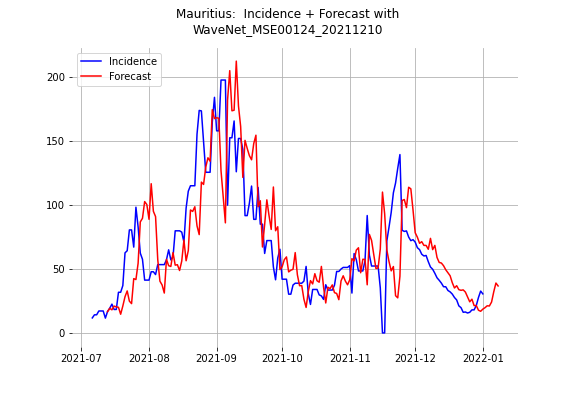 Mauritius:  Incidence + Forecast with
WaveNet_MSE00124_20211210
Incidence
Forecast
200
150
100
50
0
2021-07 2021-08 2021-09 2021-10 2021-11 2021-12 2022-01